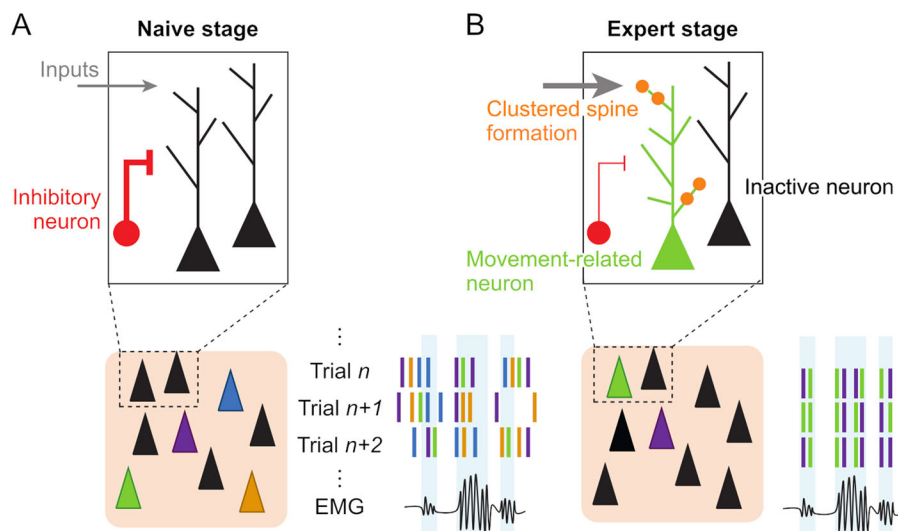 A
Naive stage
Inputs
Inhibitory
neuron
B
Expert stage
Clustered spine
formation
Inactive neuron
Movement-related
neuron
⋮
Trial n
Trial n+1
Trial n+2
⋮
EMG